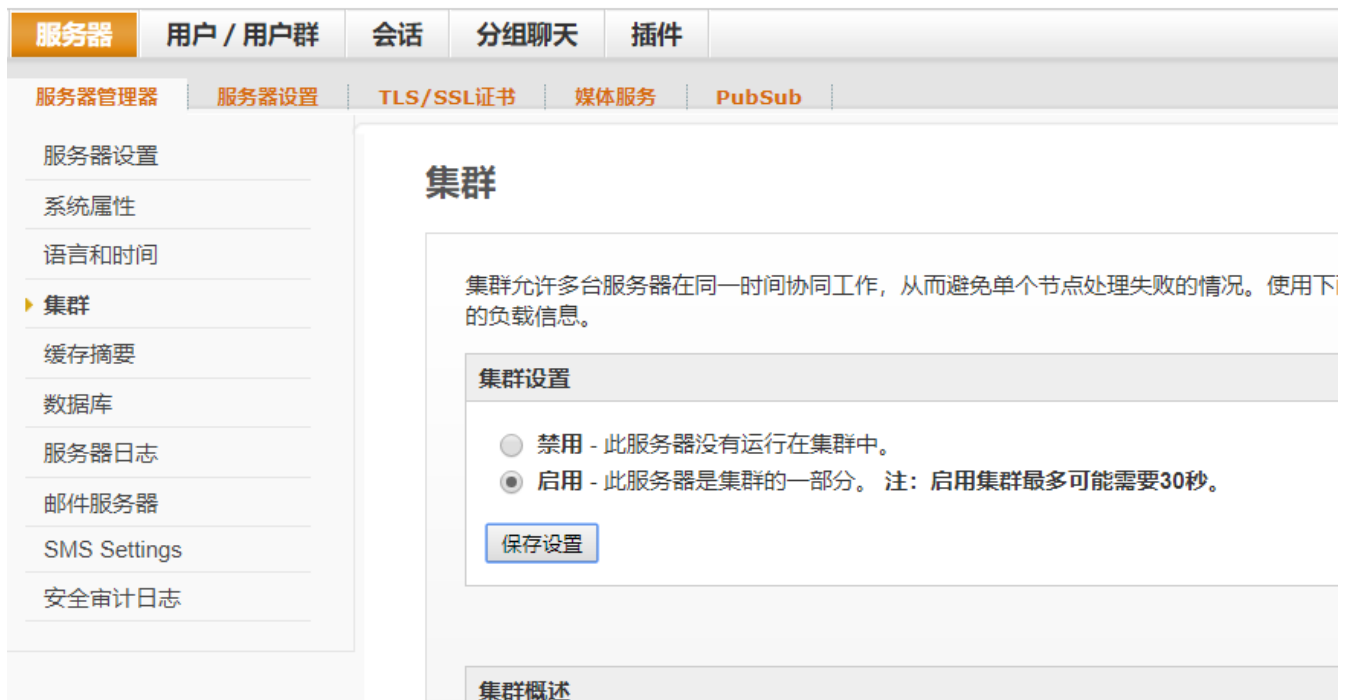 服务器 用户 / 用户群 会话 分组聊天 插件
服务器管理器 服务器设置 TLS/SSL证书 媒体服务 PubSub
服务器设置
系统属性
语言和时间
集群
缓存摘要
数据库
服务器日志
邮件服务器
SMS Settings
安全审计日志
集群
集群允许多台服务器在同一时间协同工作，从而避免单个节点处理失败的情况。使用下
的负载信息。
集群设置
禁用 - 此服务器没有运行在集群中。
启用 - 此服务器是集群的一部分。 注：启用集群最多可能需要30秒。
保存设置
集群概述